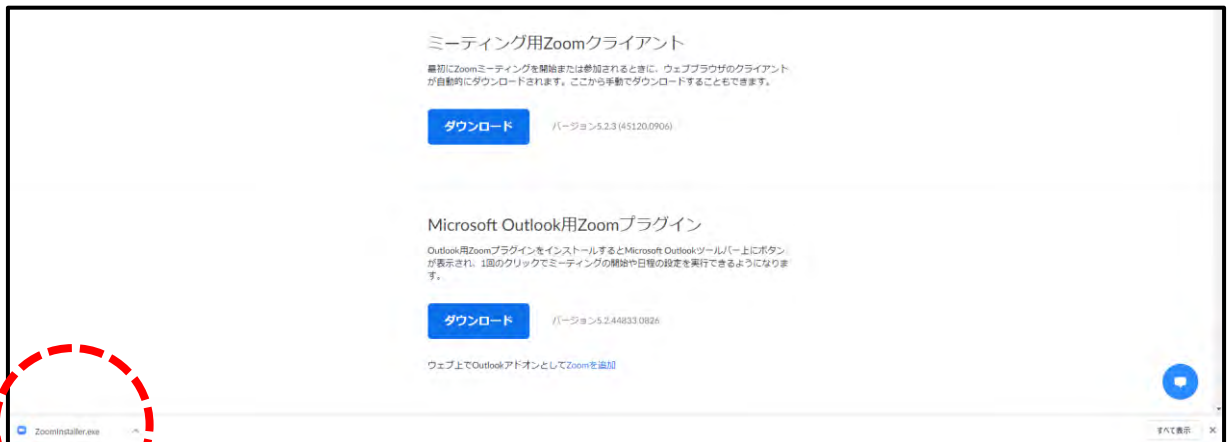 ミーティング用Zoomクライアント
最初にZoomミーティングを開始または参加されるときに、ウェブブラウザのクライアント
が自動的にダウンロードされます。ここから手動でダウンロードすることもできます。
ダウンロード バージョン5.2.3 (45120.0906)
Microsoft Outlook用Zoomプラグイン
Outlook用ZoomプラグインをインストールするとMicrosoft Outlookツールバー上にボタン
が表示され、1回のクリックでミーティングの開始や日程の設定を実行できるようになりま
す。
ダウンロード バージョン5.2.44833.0826
ウェブ上でOutlookアドオンとしてZoomを追加
ZoomInstaller.exe すべて表示